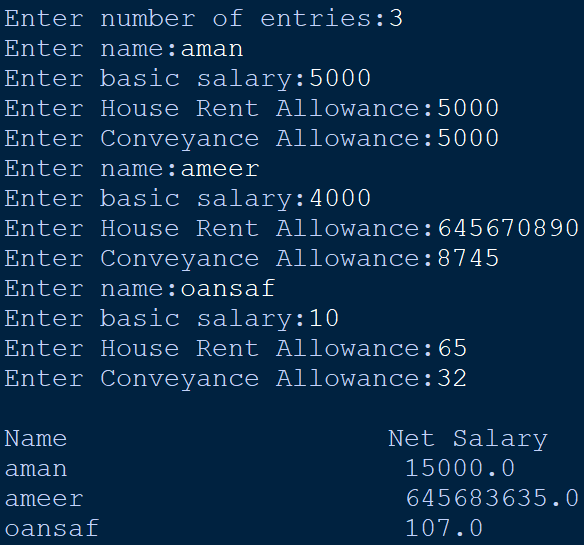 Enter number of entries:3
Enter name:aman
Enter basic salary:5000
Enter House Rent Allowance:5000
Enter Conveyance Allowance:5000
Enter name:ameer
Enter basic salary:4000
Enter House Rent Allowance:645670890
Enter Conveyance Allowance:8745
Enter name:oansaf
Enter basic salary:10
Enter House Rent Allowance:65
Enter Conveyance Allowance:32
Name Net Salary
aman 15000.0
ameer 645683635.0
oansaf 107.0